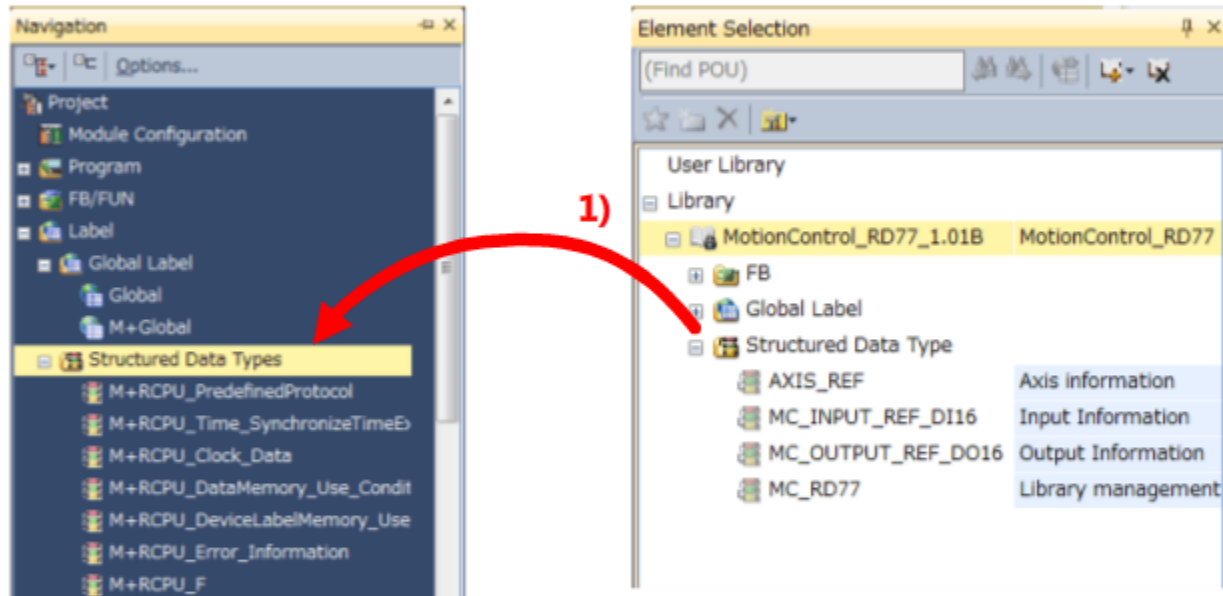 Navigation
Options...
Project
Module Configuration
Program
FB/FUN
Label
Global Label
Global
M+Global
Structured Data Types
M+RCPU_PredefinedProtocol
M+RCPU_Time_SynchronizeTimeEx
M+RCPU_Clock_Data
M+RCPU_DataMemory_Use_Condit
M+RCPU_DeviceLabelMemory_Use
M+RCPU_Error_Information
M+RCPU_F
1)
Element Selection
(Find POU)
User Library
Library
MotionControl_RD77_1.01B MotionControl_RD77
FB
Global Label
Structured Data Type
AXIS_REF Axis information
MC_INPUT_REF_DI16 Input Information
MC_OUTPUT_REF_DO16 Output Information
MC_RD77 Library management